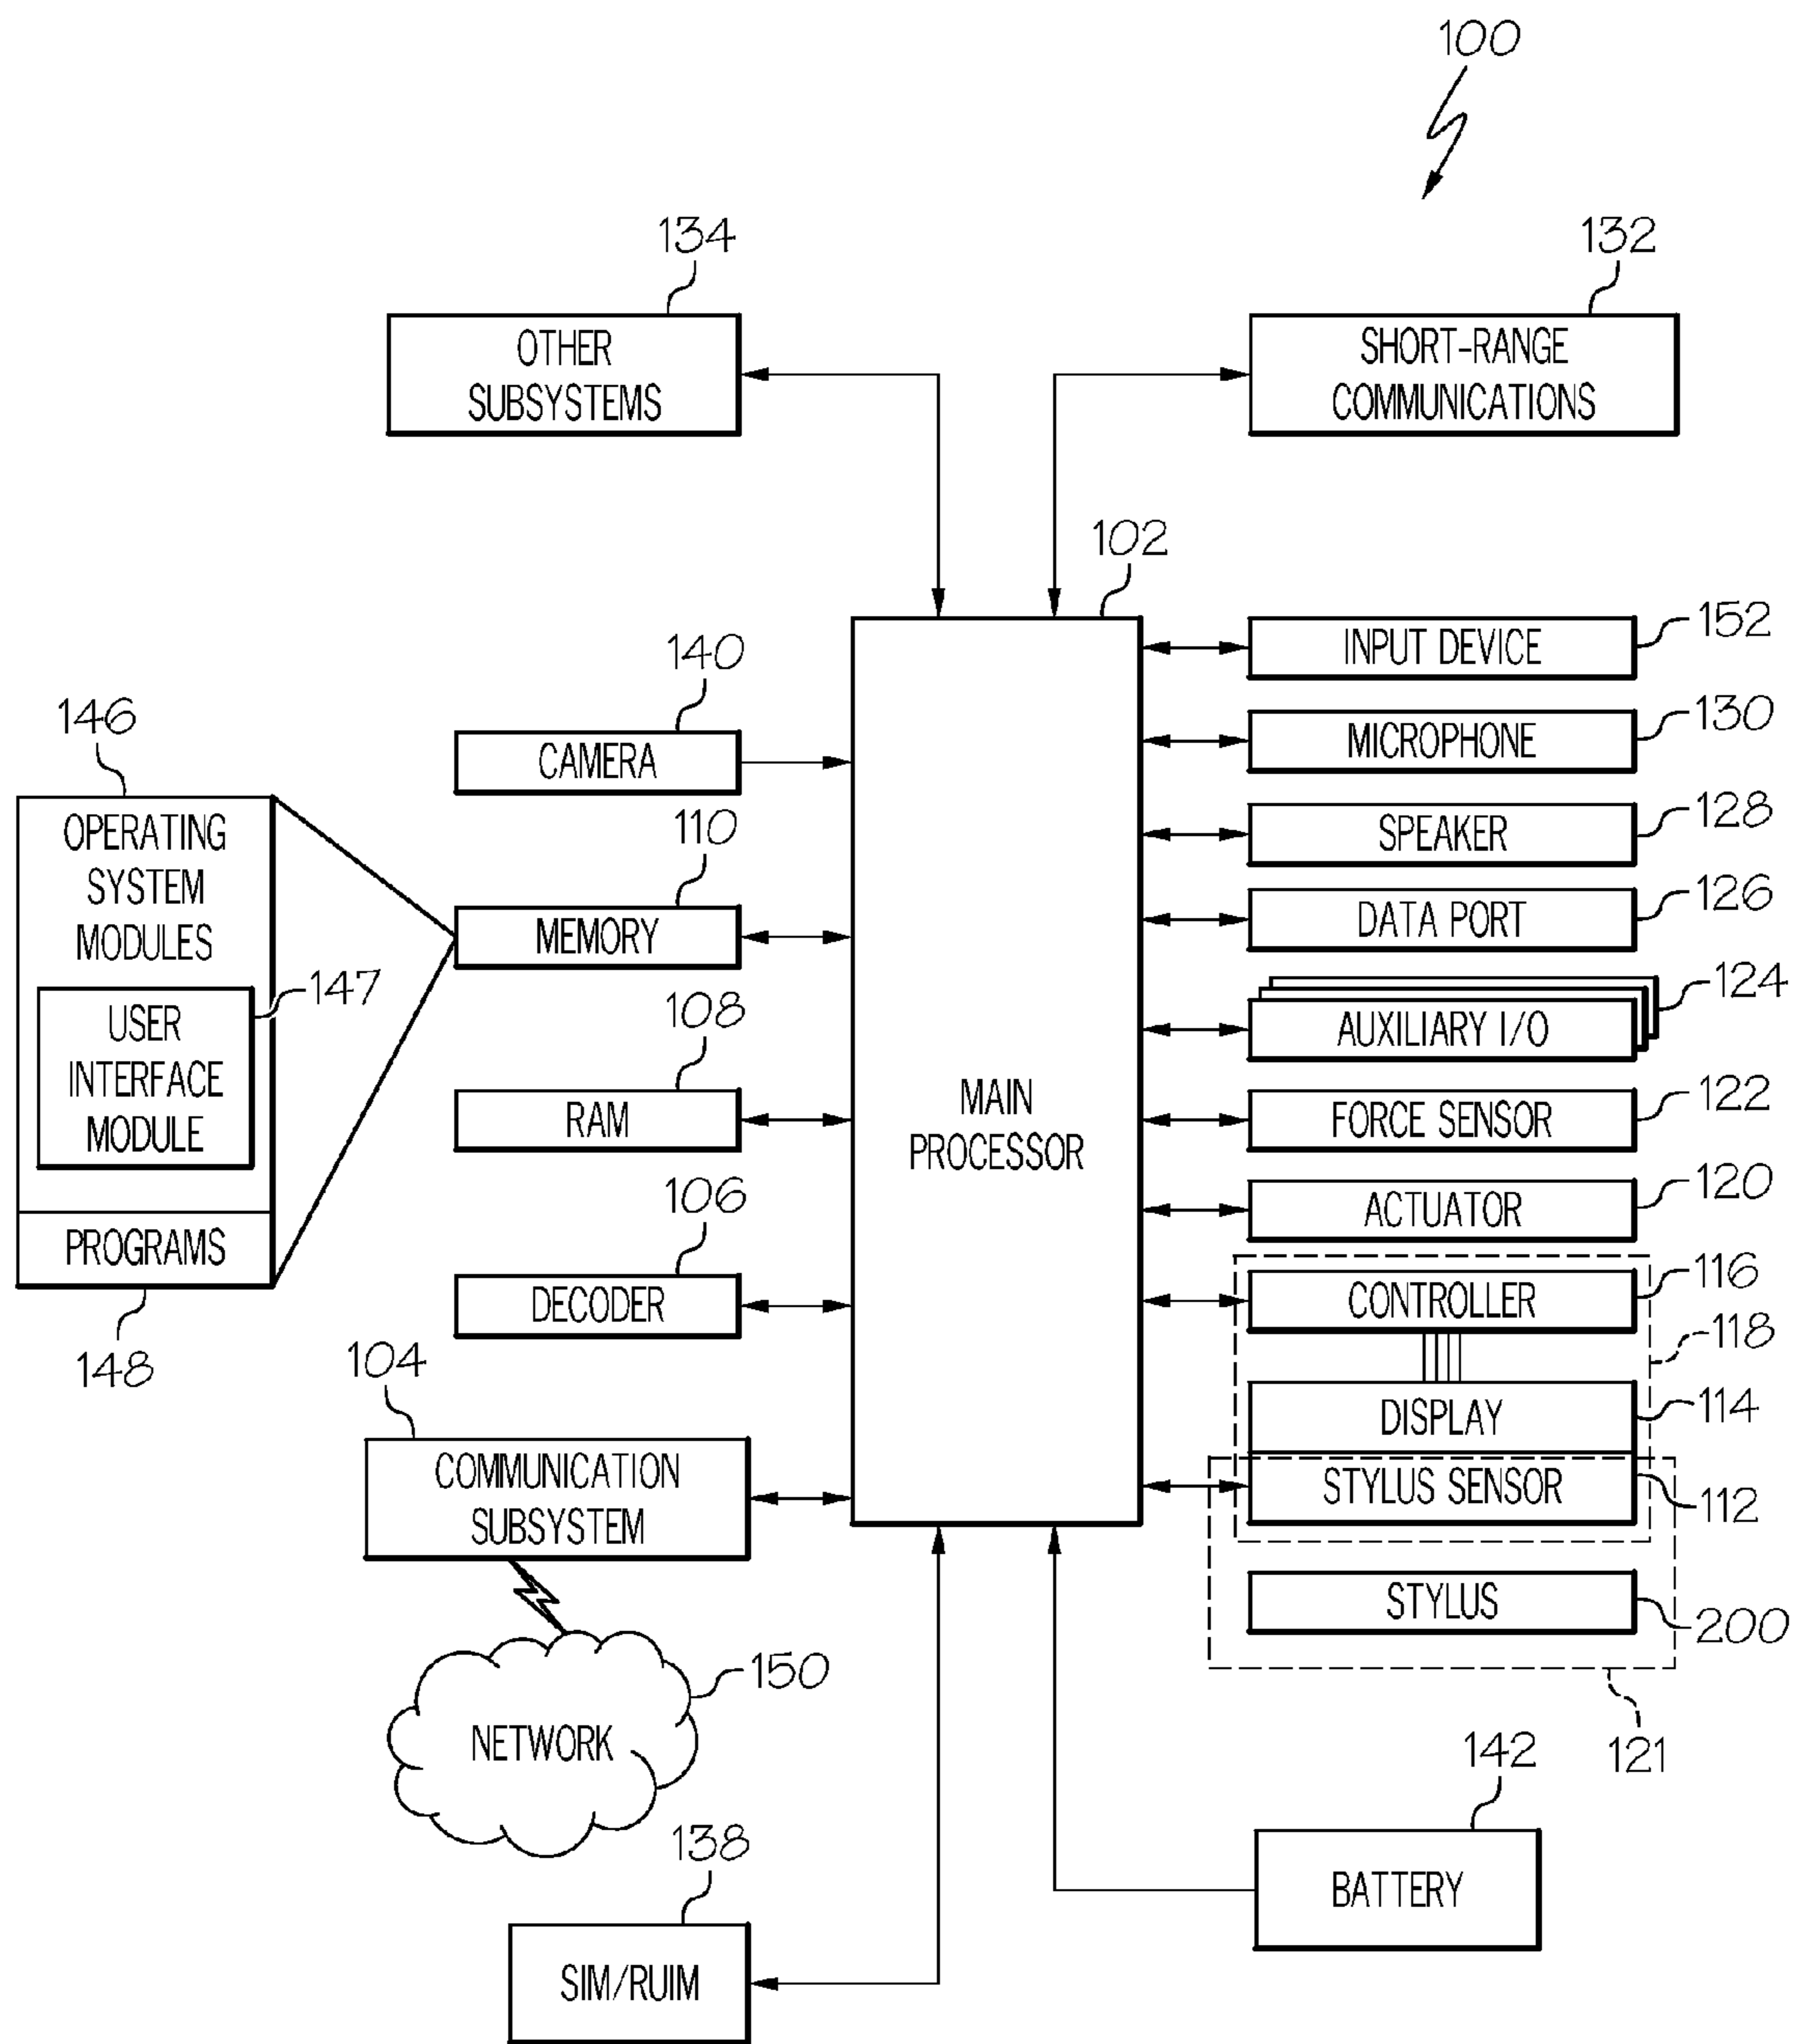 100
134
132
OTHER
SUBSYSTEMS
SHORT-RANGE
COMMUNICATIONS
102
140
CAMERA
146
OPERATING
SYSTEM
MODULES
147
USER
INTERFACE
MODULE
PROGRAMS
148
110
MEMORY
108
RAM
106
DECODER
104
COMMUNICATION
SUBSYSTEM
150
NETWORK
138
SIM/RUIM
MAIN
PROCESSOR
INPUT DEVICE
152
MICROPHONE
130
SPEAKER
128
DATA PORT
126
AUXILIARY I/O
124
FORCE SENSOR
122
ACTUATOR
120
CONTROLLER
116
118
DISPLAY
114
STYLUS SENSOR
112
STYLUS
200
121
142
BATTERY